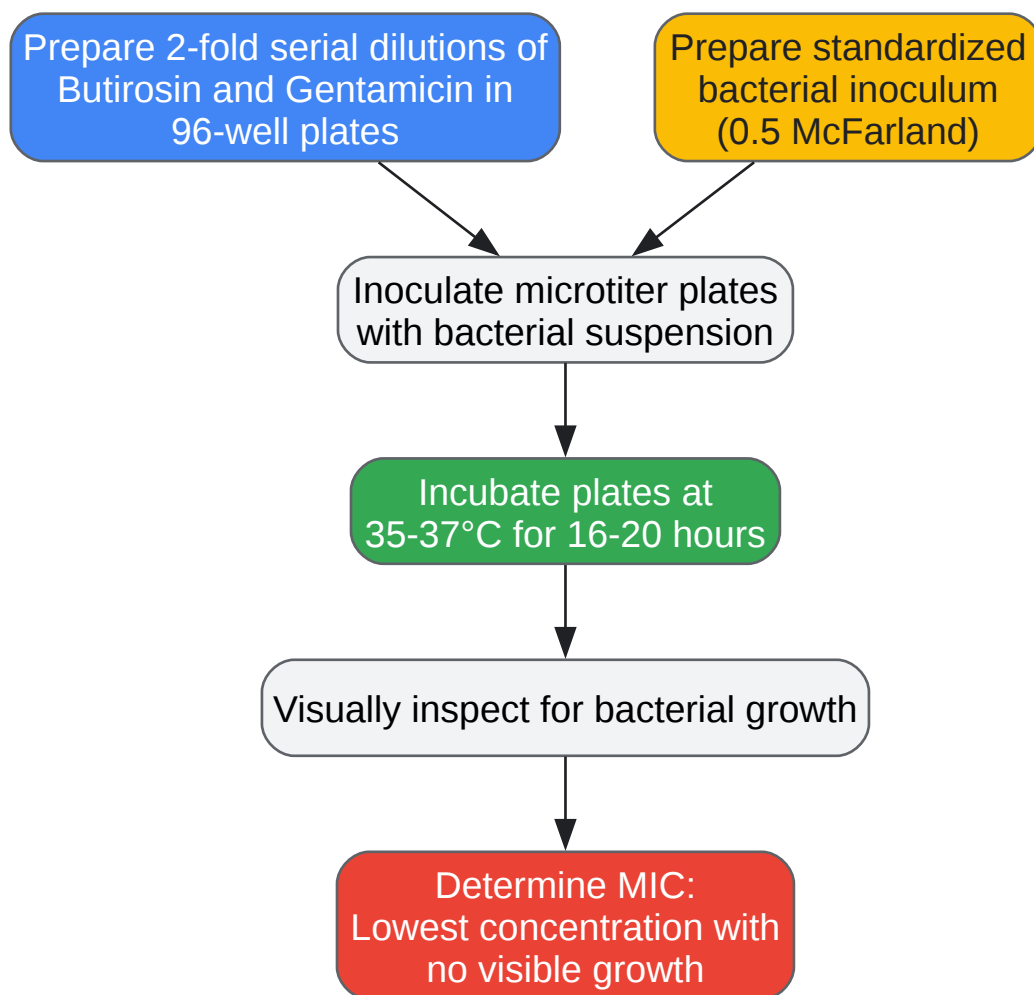 Prepare 2-fold serial dilutions of
Butirosin and Gentamicin in
96-well plates
Prepare standardized
bacterial inoculum
(0.5 McFarland)
Inoculate microtiter plates
with bacterial suspension
Incubate plates at
35-37°C for 16-20 hours
Visually inspect for bacterial growth
Determine MIC:
Lowest concentration with
no visible growth